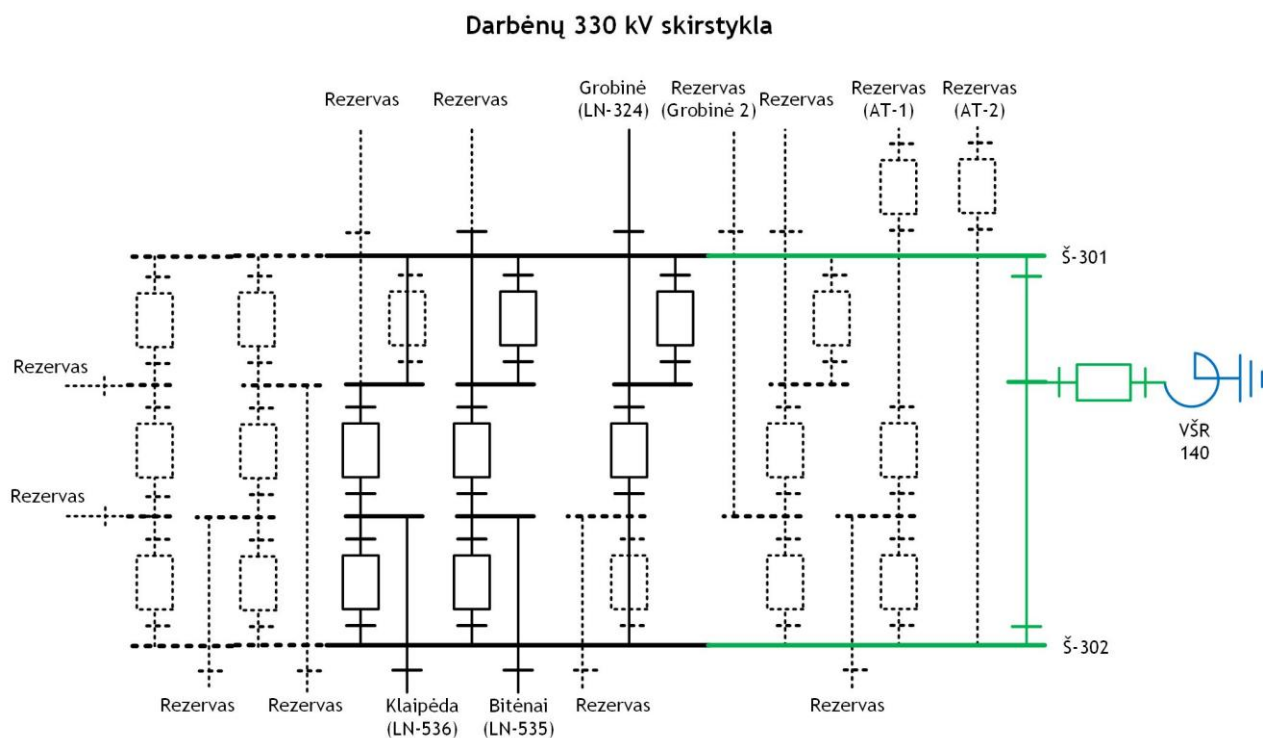 Darbėnų 330 kV skirstykla
Rezervas
Rezervas
Grobinė
(LN-324)
Rezervas
(Grobinė 2)
Rezervas
Rezervas
(AT-1)
Rezervas
(AT-2)
Š-301
Rezervas
VŠR
140
Rezervas
Š-302
Rezervas
Rezervas
Klaipėda
(LN-536)
Bitėnai
(LN-535)
Rezervas
Rezervas